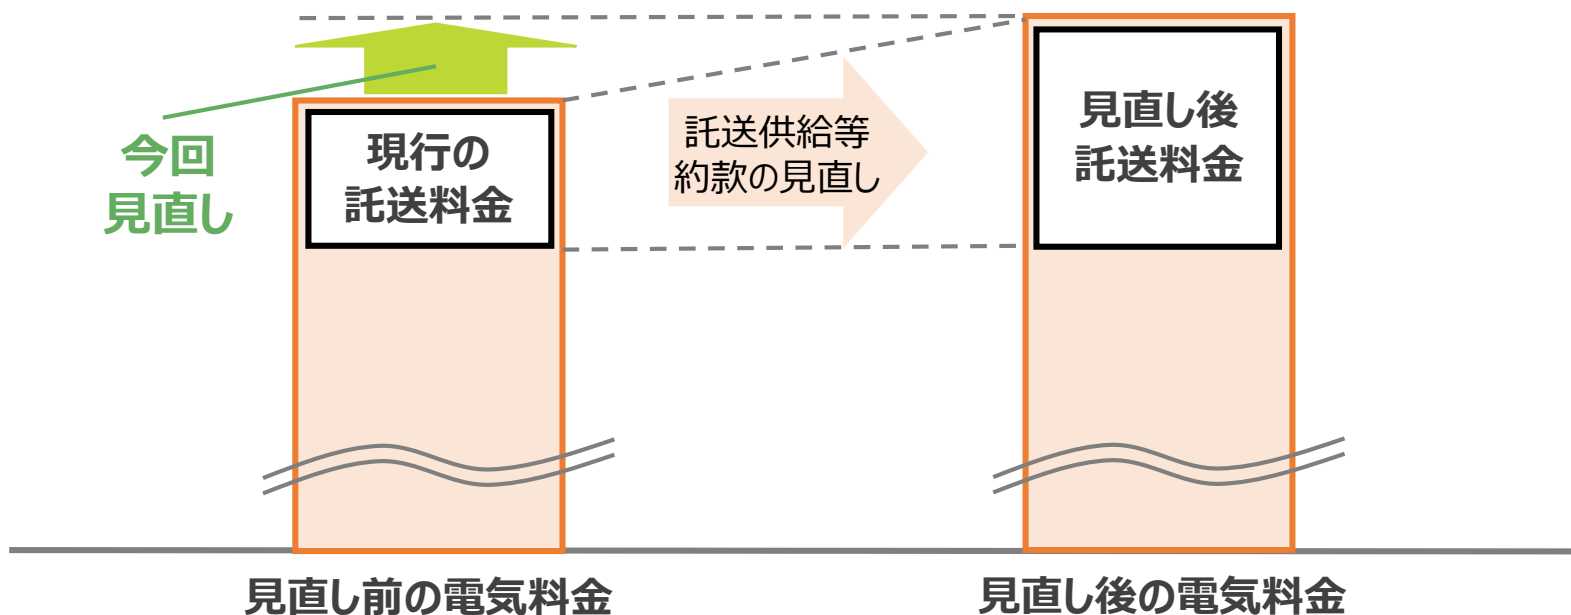 今回
見直し
現行の
託送料金
託送供給等
約款の見直し
見直し後
託送料金
見直し前の電気料金
見直し後の電気料金